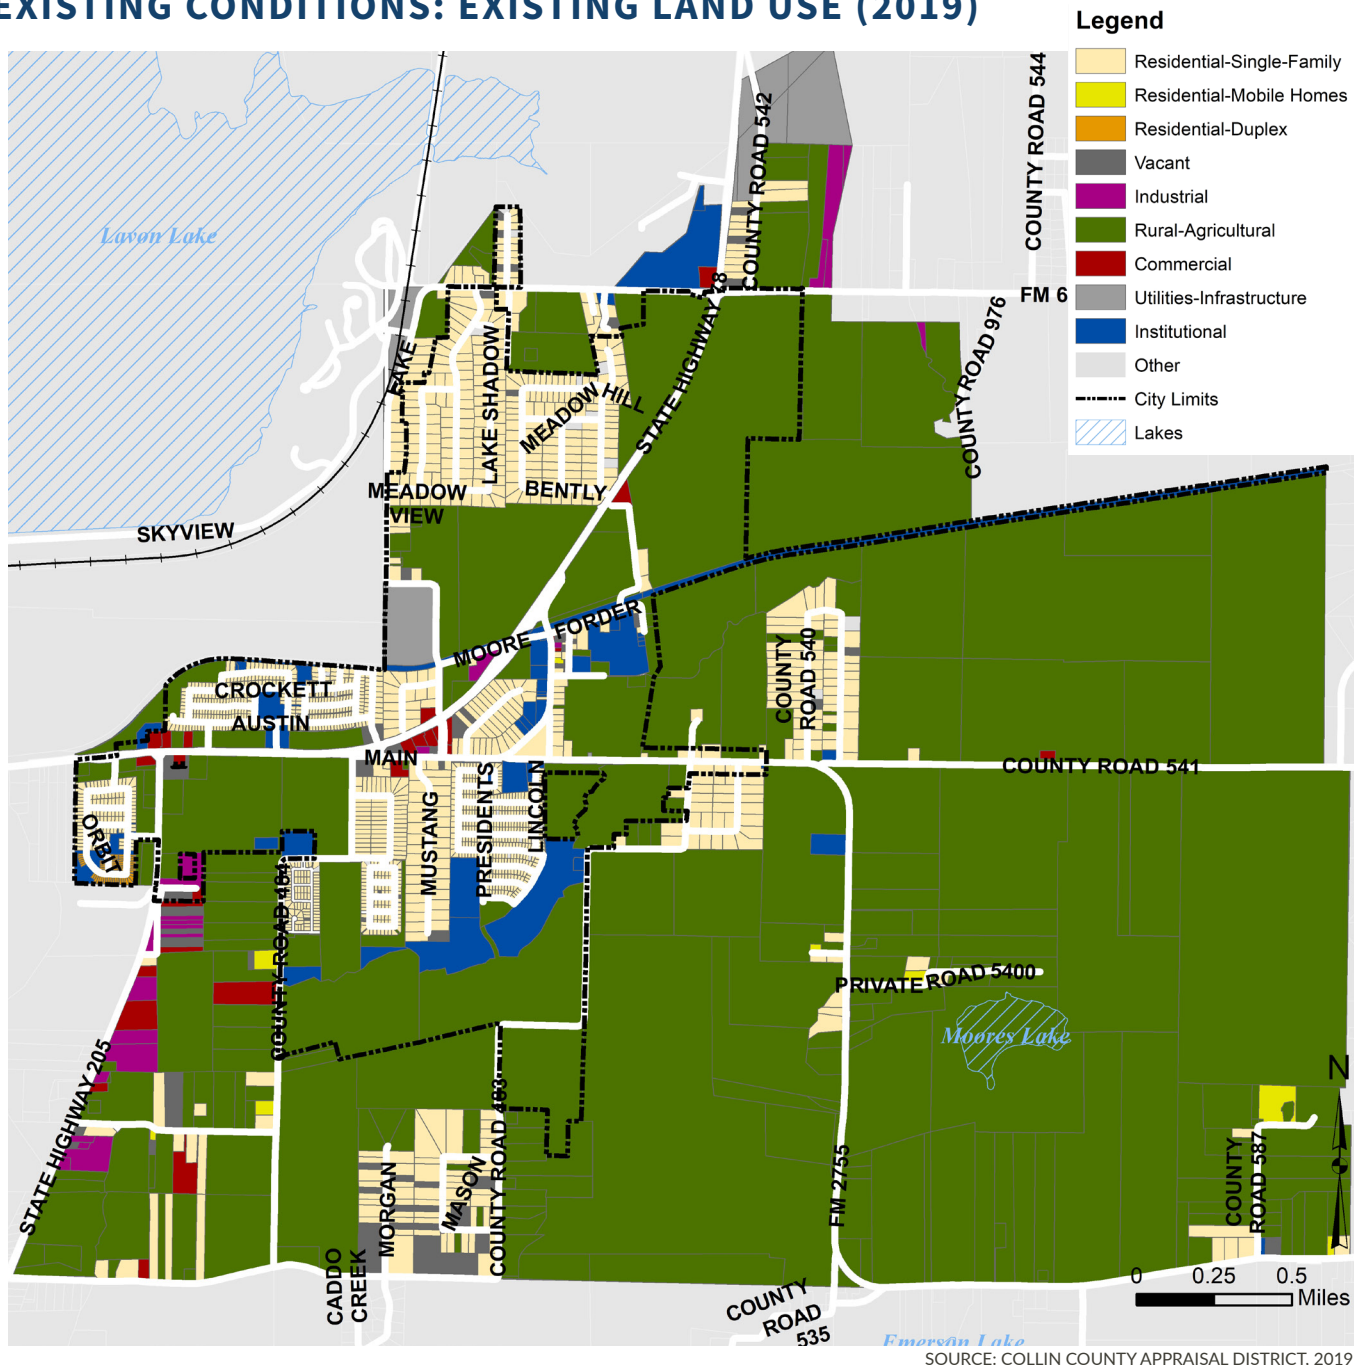 EXISTING CONDITIONS: EXISTING LAND USE (2019)
Legend
Residential-Single-Family
Residential-Mobile Homes
Residential-Duplex
Vacant
Industrial
Rural-Agricultural
Commercial
Utilities-Infrastructure
Institutional
Other
City Limits
Lakes
COUNTY ROAD 544
COUNTY ROAD 542
Lavon Lake
FM 6
STATE HIGHWAY 78
COUNTY ROAD 976
LAKE
LAKE SHADOW
MEADOW HILL
MEADOW
VIEW
BENTLY
SKYVIEW
MOORE
FORDER
COUNTY
ROAD 540
CROCKETT
AUSTIN
MAIN
COUNTY ROAD 541
ORBIT
MUSTANG
PRESIDENTS
LINCOLN
COUNTY ROAD 484
PRIVATE ROAD 5400
Moores Lake
STATE HIGHWAY 205
COUNTY ROAD 483
MORGAN
MASON
FM 2755
COUNTY
ROAD 587
CADDO
CREEK
COUNTY
ROAD
535
Emerson Lake
N
0 0.25 0.5
Miles
SOURCE: COLLIN COUNTY APPRAISAL DISTRICT, 2019